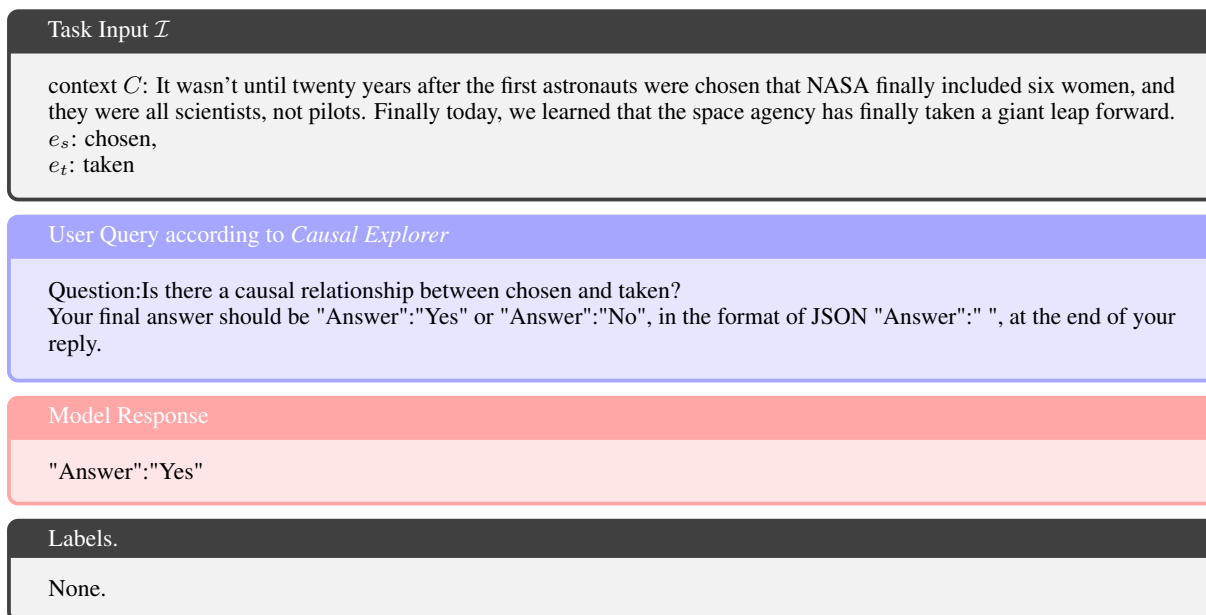 Task Input ℐ
context C: It wasn't until twenty years after the first astronauts were chosen that NASA finally included six women, and
they were all scientists, not pilots. Finally today, we learned that the space agency has finally taken a giant leap forward.
eₛ: chosen,
eₜ: taken
User Query according to Causal Explorer
Question:Is there a causal relationship between chosen and taken?
Your final answer should be "Answer":"Yes" or "Answer":"No", in the format of JSON "Answer":" ", at the end of your
reply.
Model Response
"Answer":"Yes"
Labels.
None.